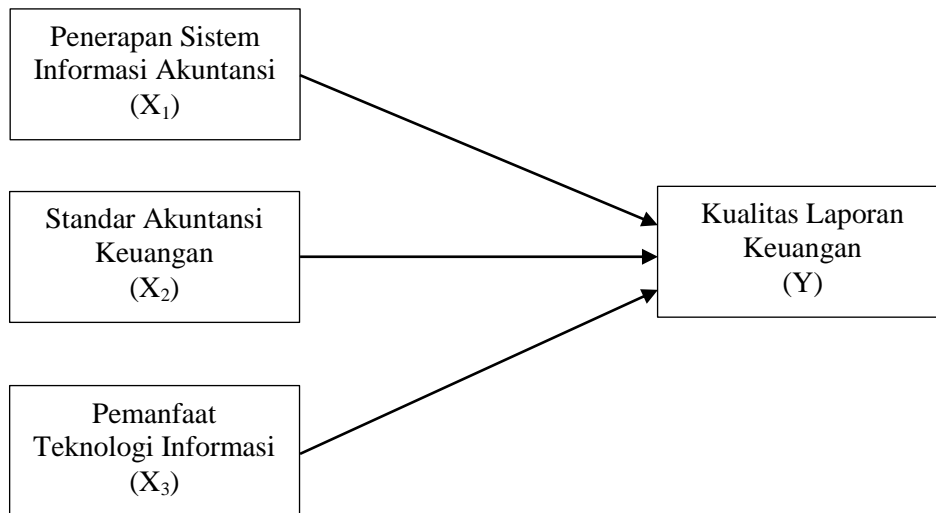 Penerapan Sistem
Informasi Akuntansi
(X₁)
Standar Akuntansi
Keuangan
(X₂)
Pemanfaat
Teknologi Informasi
(X₃)
Kualitas Laporan
Keuangan
(Y)